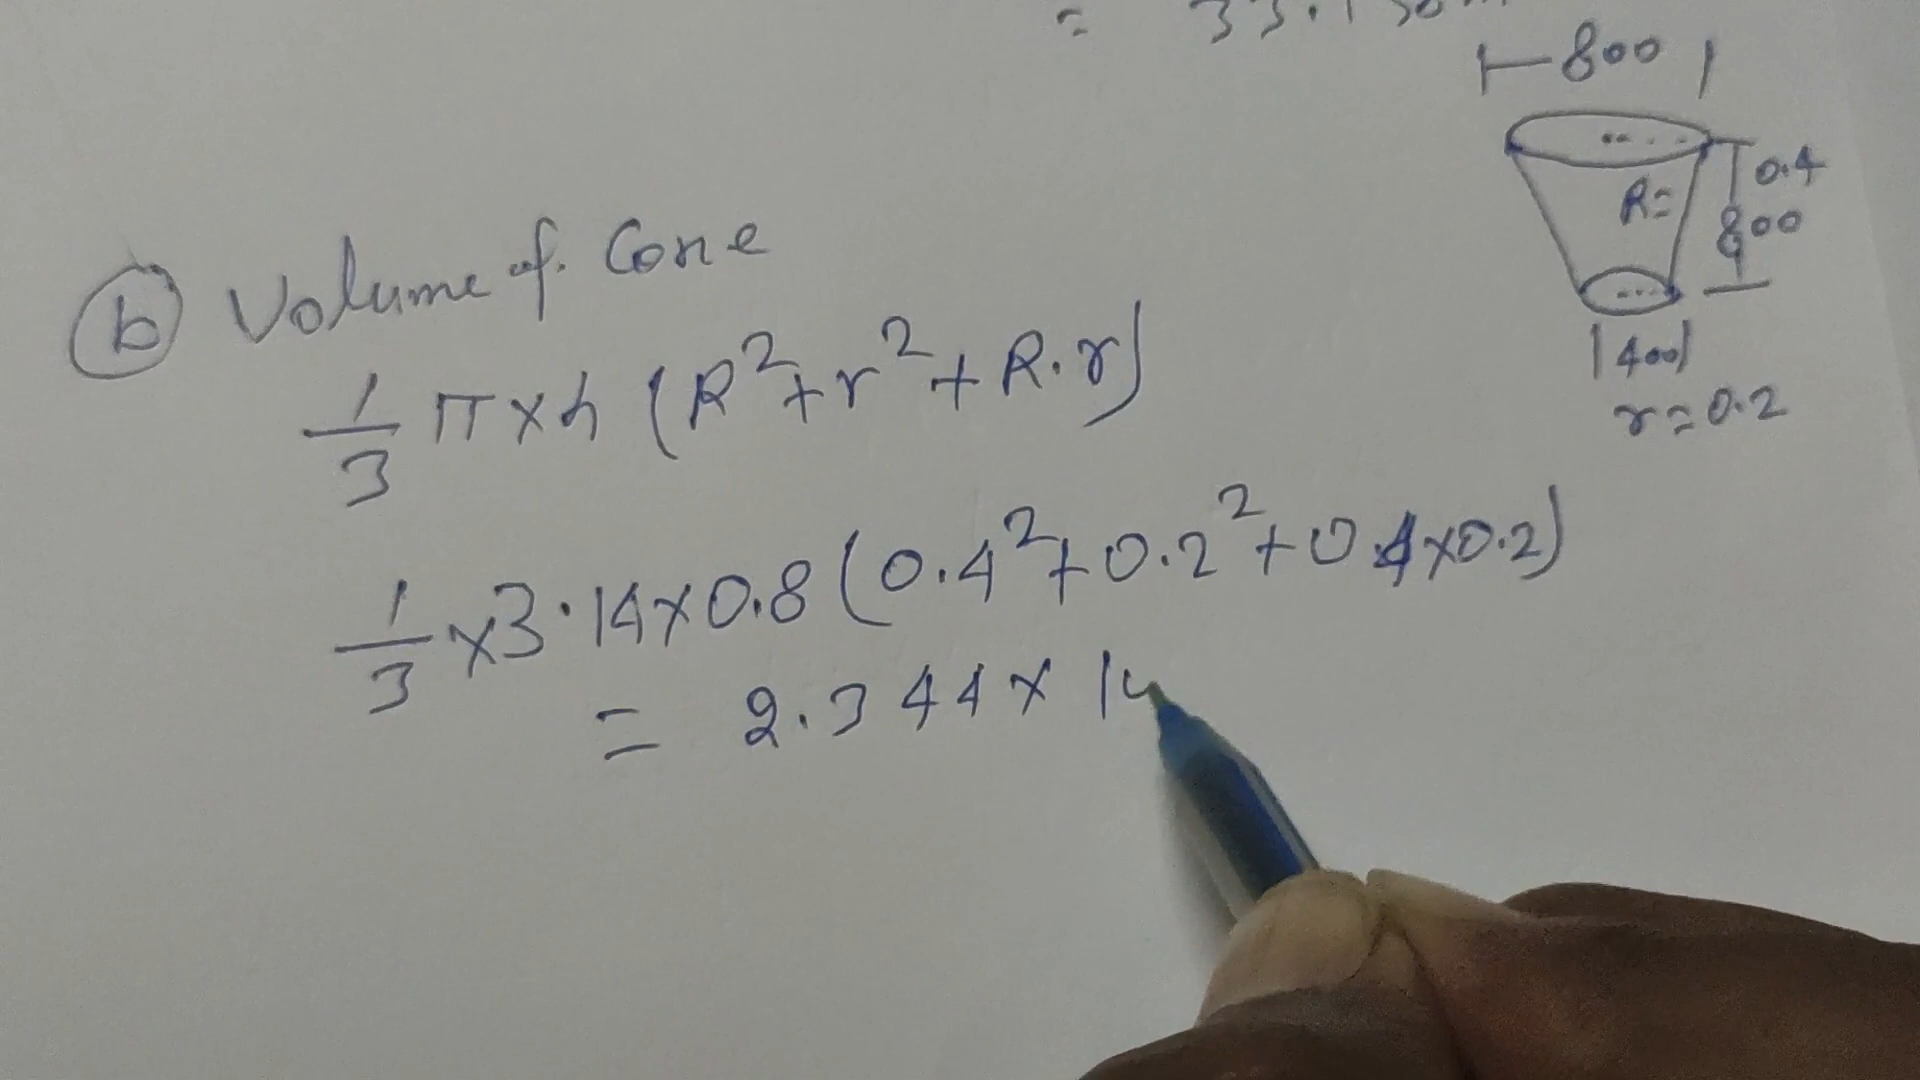 800
0.4
R=
800
400
r=0.2
(b) Volume of. Cone
1/3 π×h (R²+r²+R.r)
1/3 ×3.14×0.8(0.4²+0.2²+0.4×0.2)
= 2.344×